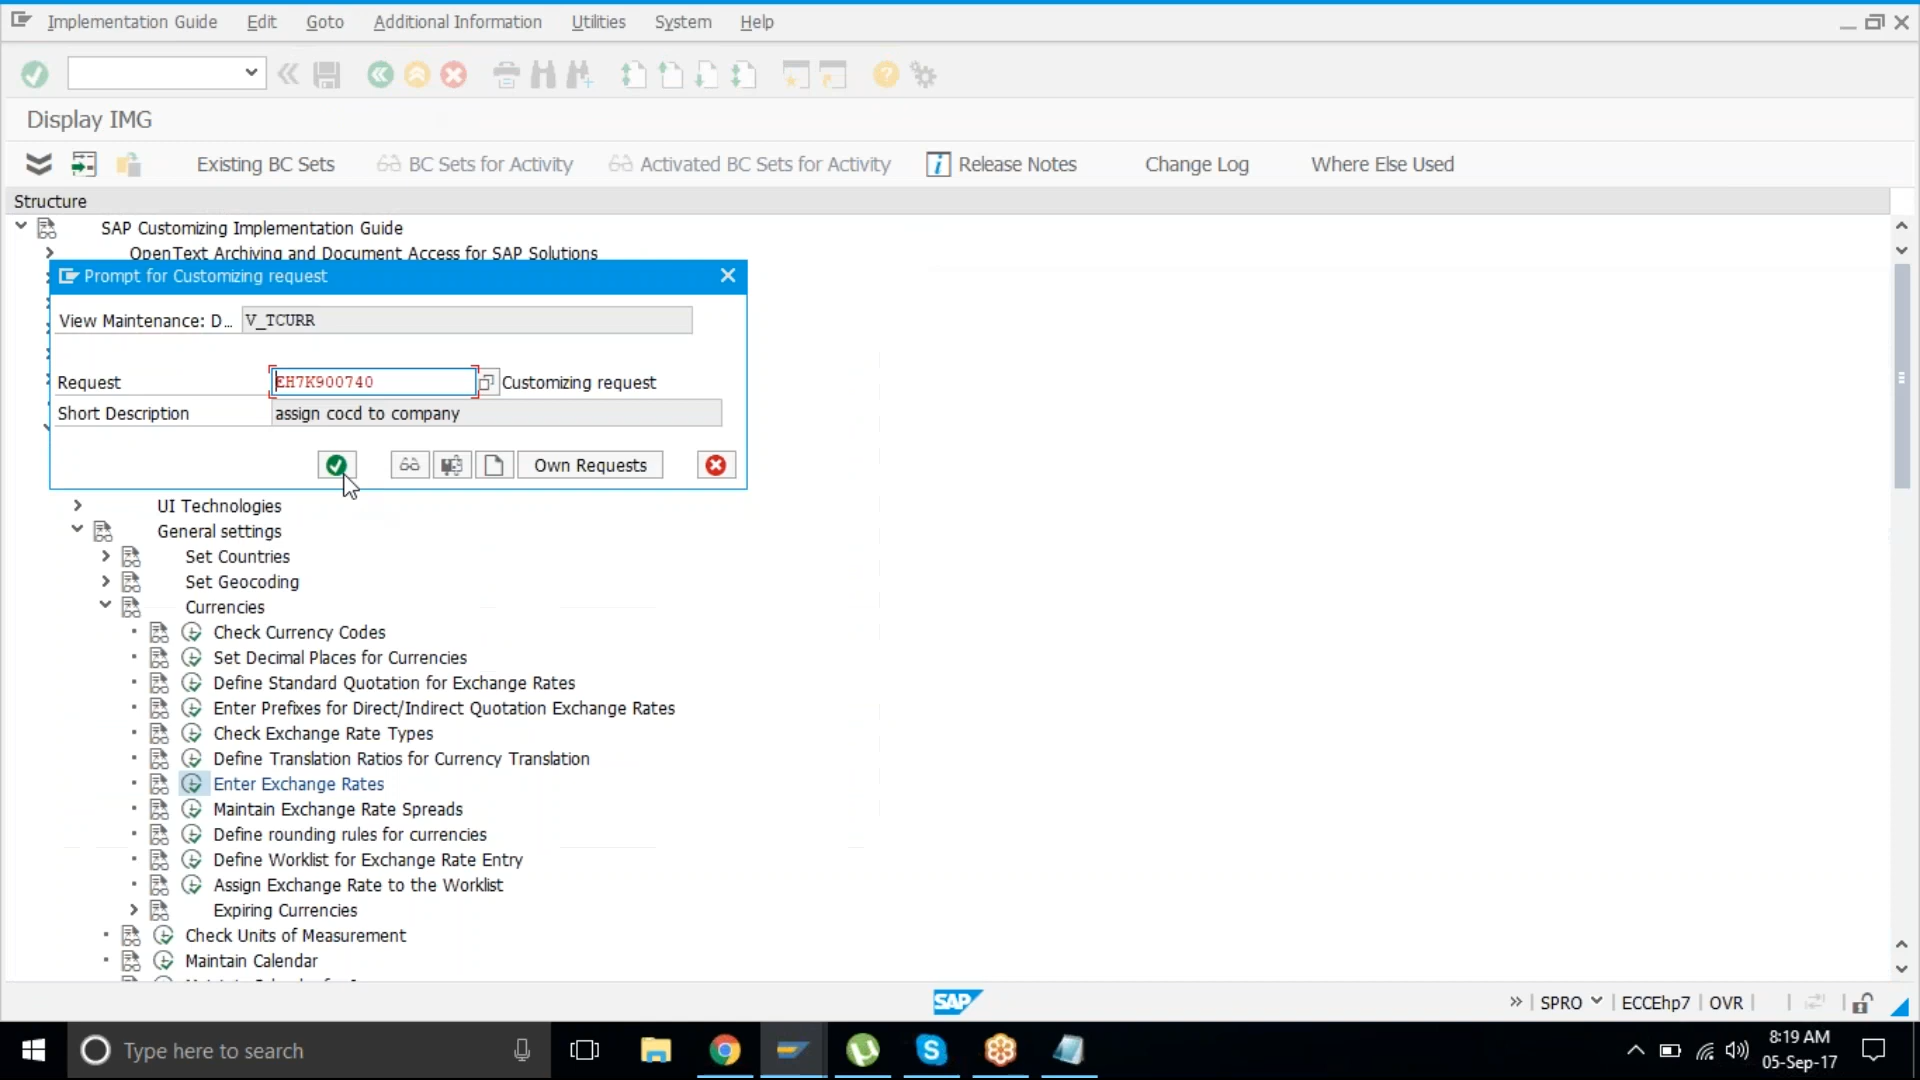 Implementation Guide Edit Goto Additional Information Utilities System Help
Display IMG
Existing BC Sets BC Sets for Activity Activated BC Sets for Activity i Release Notes Change Log Where Else Used
Structure
SAP Customizing Implementation Guide
OpenText Archiving and Document Access for SAP Solutions
Prompt for Customizing request
View Maintenance: D... V_TCURR
Request EH7K900740 Customizing request
Short Description assign cocd to company
Own Requests
UI Technologies
General settings
Set Countries
Set Geocoding
Currencies
Check Currency Codes
Set Decimal Places for Currencies
Define Standard Quotation for Exchange Rates
Enter Prefixes for Direct/Indirect Quotation Exchange Rates
Check Exchange Rate Types
Define Translation Ratios for Currency Translation
Enter Exchange Rates
Maintain Exchange Rate Spreads
Define rounding rules for currencies
Define Worklist for Exchange Rate Entry
Assign Exchange Rate to the Worklist
Expiring Currencies
Check Units of Measurement
Maintain Calendar
SAP
SPRO ECCEhp7 OVR
Type here to search
8:19 AM
05-Sep-17